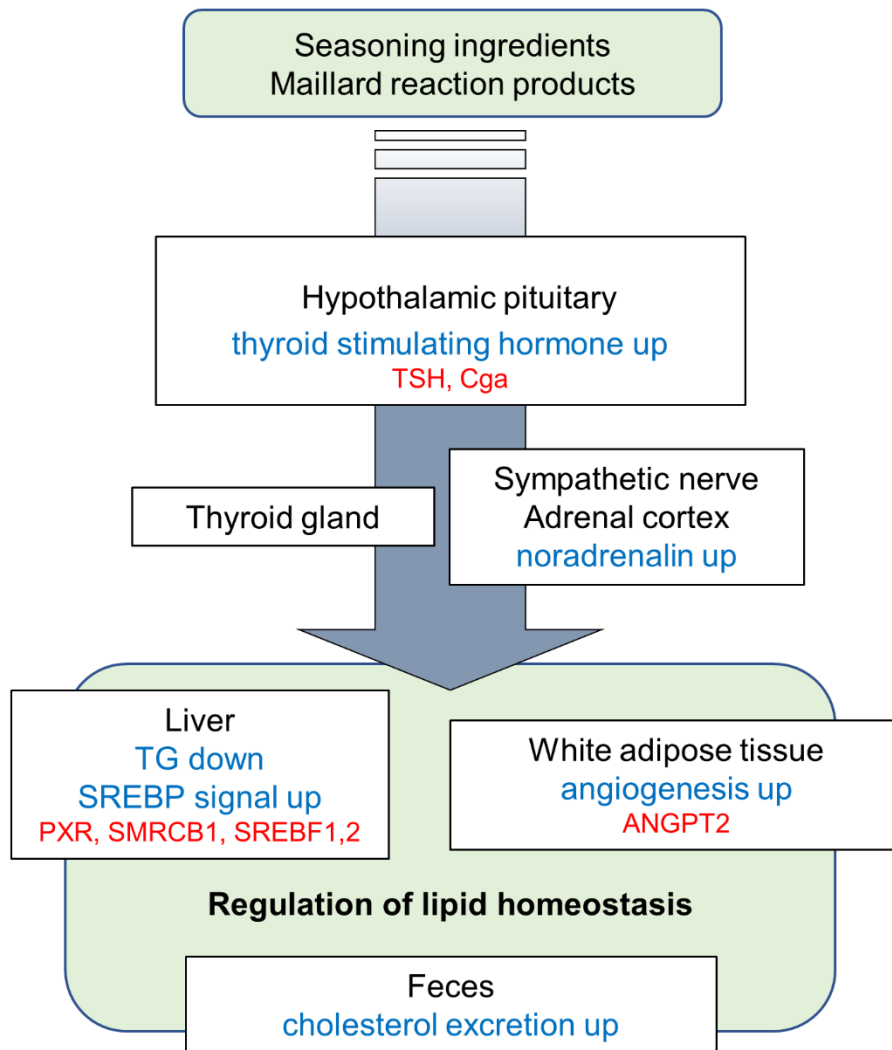 Seasoning ingredients
Maillard reaction products
Hypothalamic pituitary
thyroid stimulating hormone up
TSH, Cga
Thyroid gland
Sympathetic nerve
Adrenal cortex
noradrenalin up
Liver
TG down
SREBP signal up
PXR, SMRCB1, SREBF1,2
White adipose tissue
angiogenesis up
ANGPT2
Regulation of lipid homeostasis
Feces
cholesterol excretion up